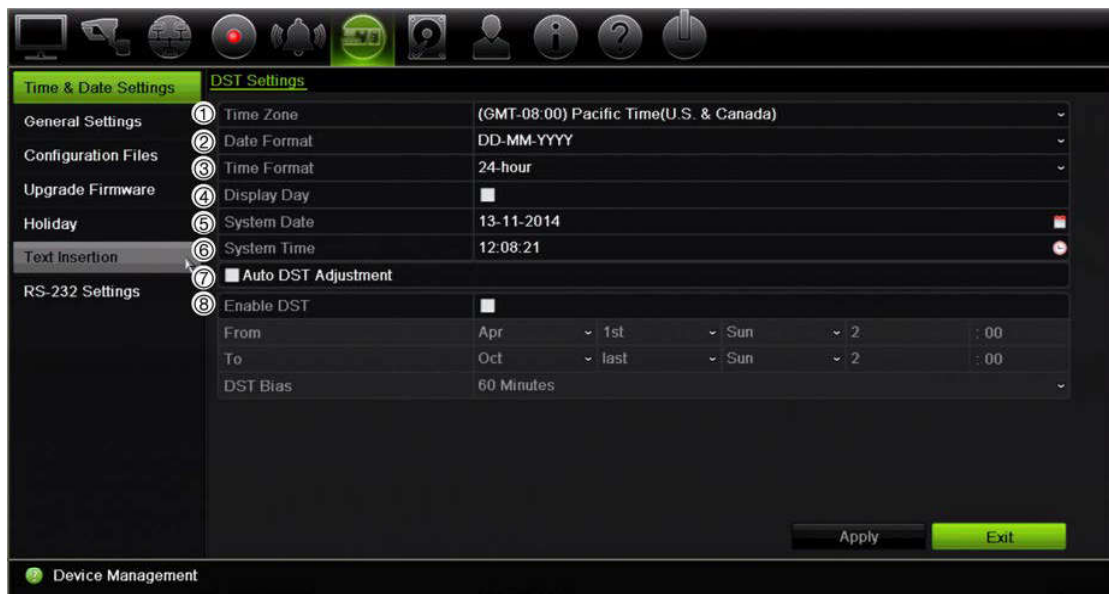 Time & Date Settings
General Settings
Configuration Files
Upgrade Firmware
Holiday
Text Insertion
RS-232 Settings
DST Settings
① Time Zone (GMT-08:00) Pacific Time(U.S. & Canada)
② Date Format DD-MM-YYYY
③ Time Format 24-hour
④ Display Day
⑤ System Date 13-11-2014
⑥ System Time 12:08:21
⑦ Auto DST Adjustment
⑧ Enable DST
From Apr 1st Sun 2 : 00
To Oct last Sun 2 : 00
DST Bias 60 Minutes
Apply Exit
? Device Management